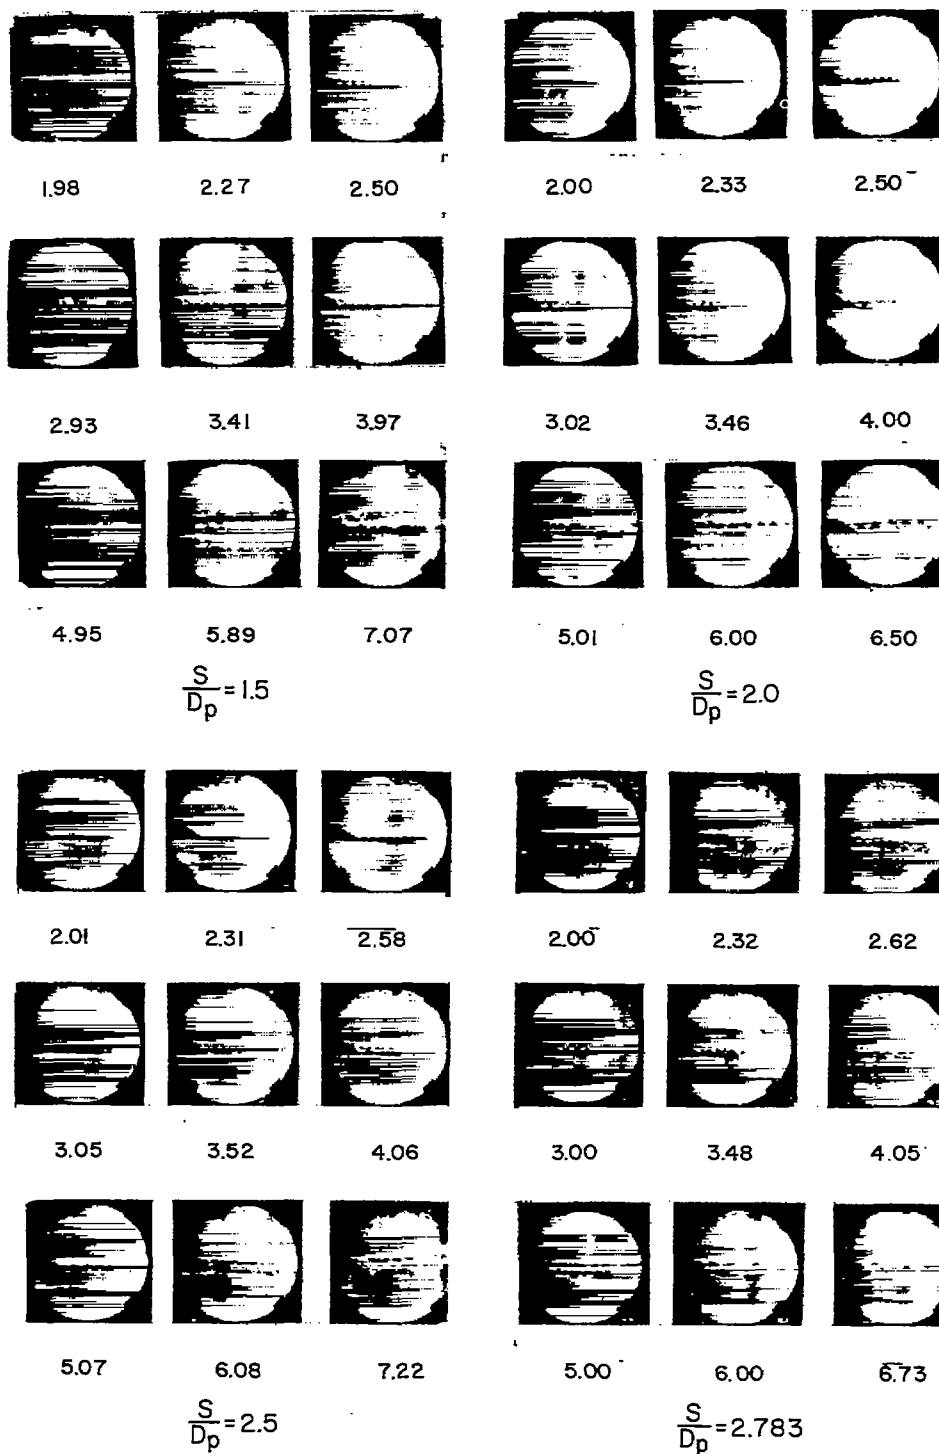 1.98 2.27 2.50
2.93 3.41 3.97
4.95 5.89 7.07
S/Dp = 1.5
2.00 2.33 2.50
3.02 3.46 4.00
5.01 6.00 6.50
S/Dp = 2.0
2.01 2.31 2.58
3.05 3.52 4.06
5.07 6.08 7.22
S/Dp = 2.5
2.00 2.32 2.62
3.00 3.48 4.05
5.00 6.00 6.73
S/Dp = 2.783